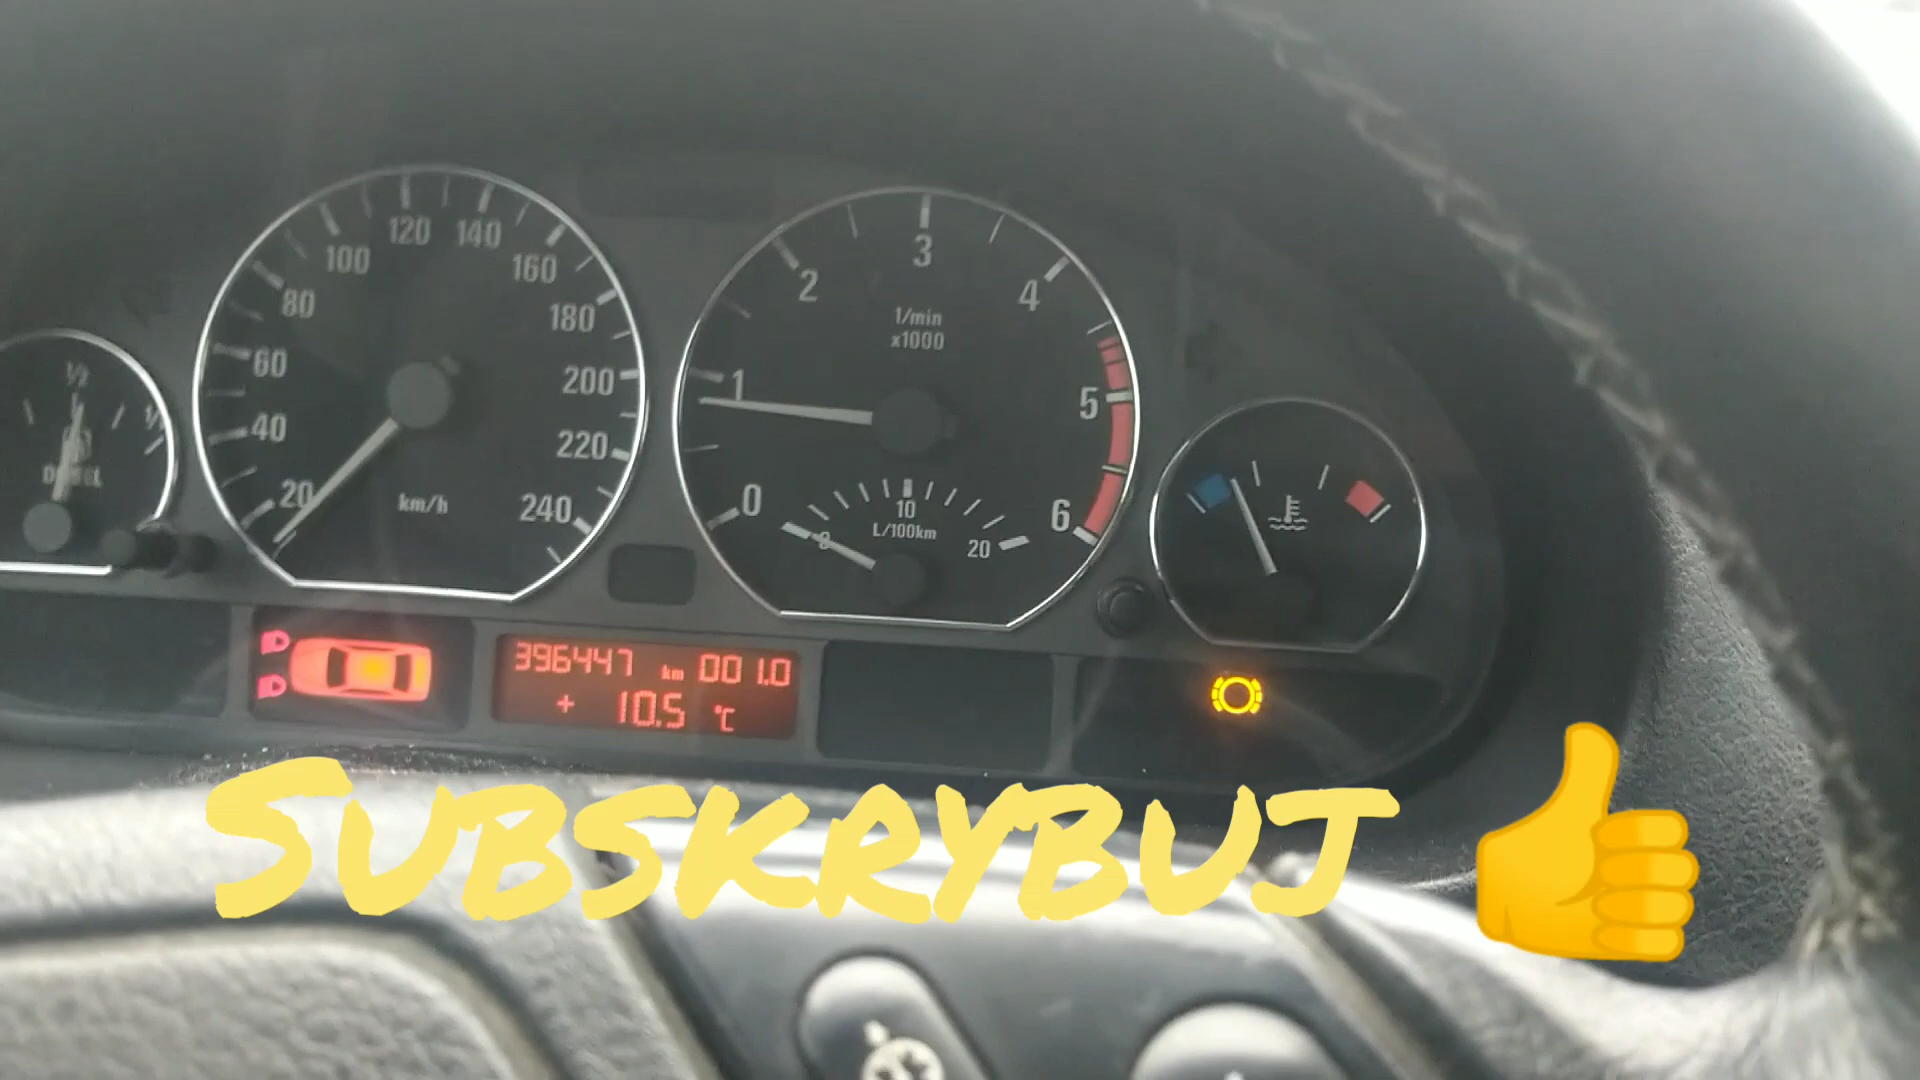 120 140
100 160
80 180
60 200
40 220
20 240
km/h
1/2
3
2 4
1/min
x1000
1 5
0 6
10
L/100km
20
396447 km 001.0
+ 10.5 °C
SUBSKRYBUJ 👍